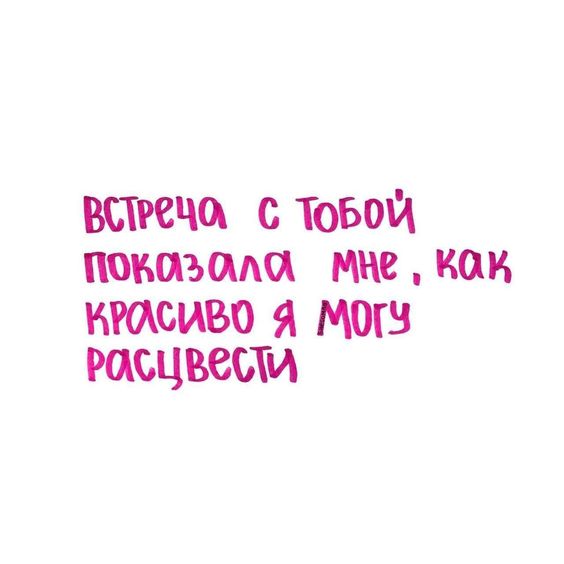 встреча с тобой
показала мне, как
красиво я могу
расцвести